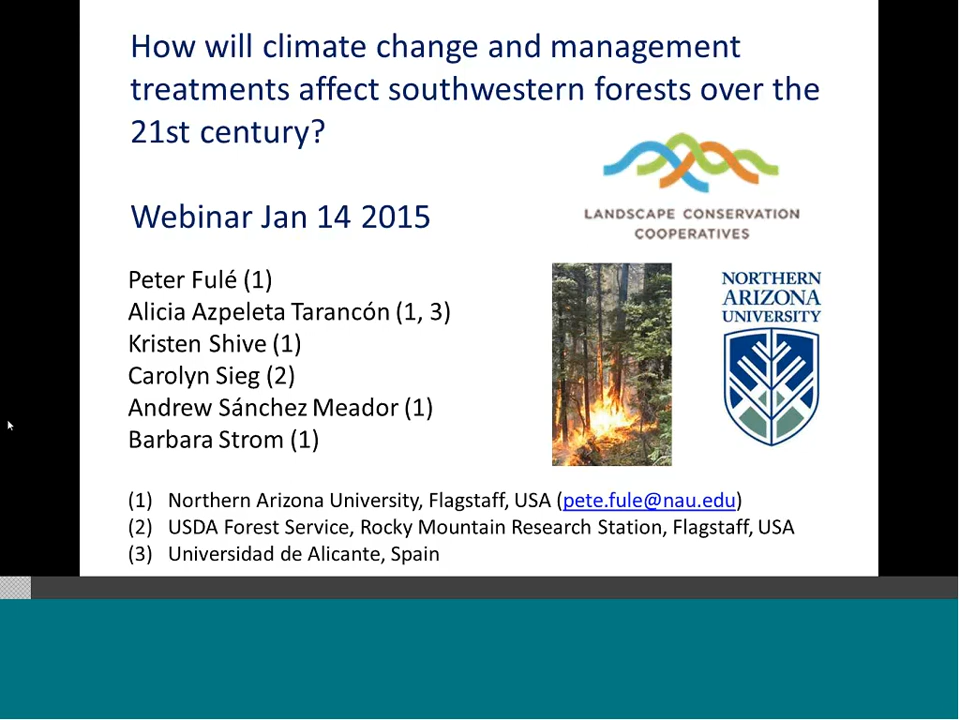 How will climate change and management
treatments affect southwestern forests over the
21st century?
LANDSCAPE CONSERVATION
COOPERATIVES
Webinar Jan 14 2015
Peter Fulé (1)
Alicia Azpeleta Tarancón (1, 3)
Kristen Shive (1)
Carolyn Sieg (2)
Andrew Sánchez Meador (1)
Barbara Strom (1)
NORTHERN
ARIZONA
UNIVERSITY
(1) Northern Arizona University, Flagstaff, USA (pete.fule@nau.edu)
(2) USDA Forest Service, Rocky Mountain Research Station, Flagstaff, USA
(3) Universidad de Alicante, Spain